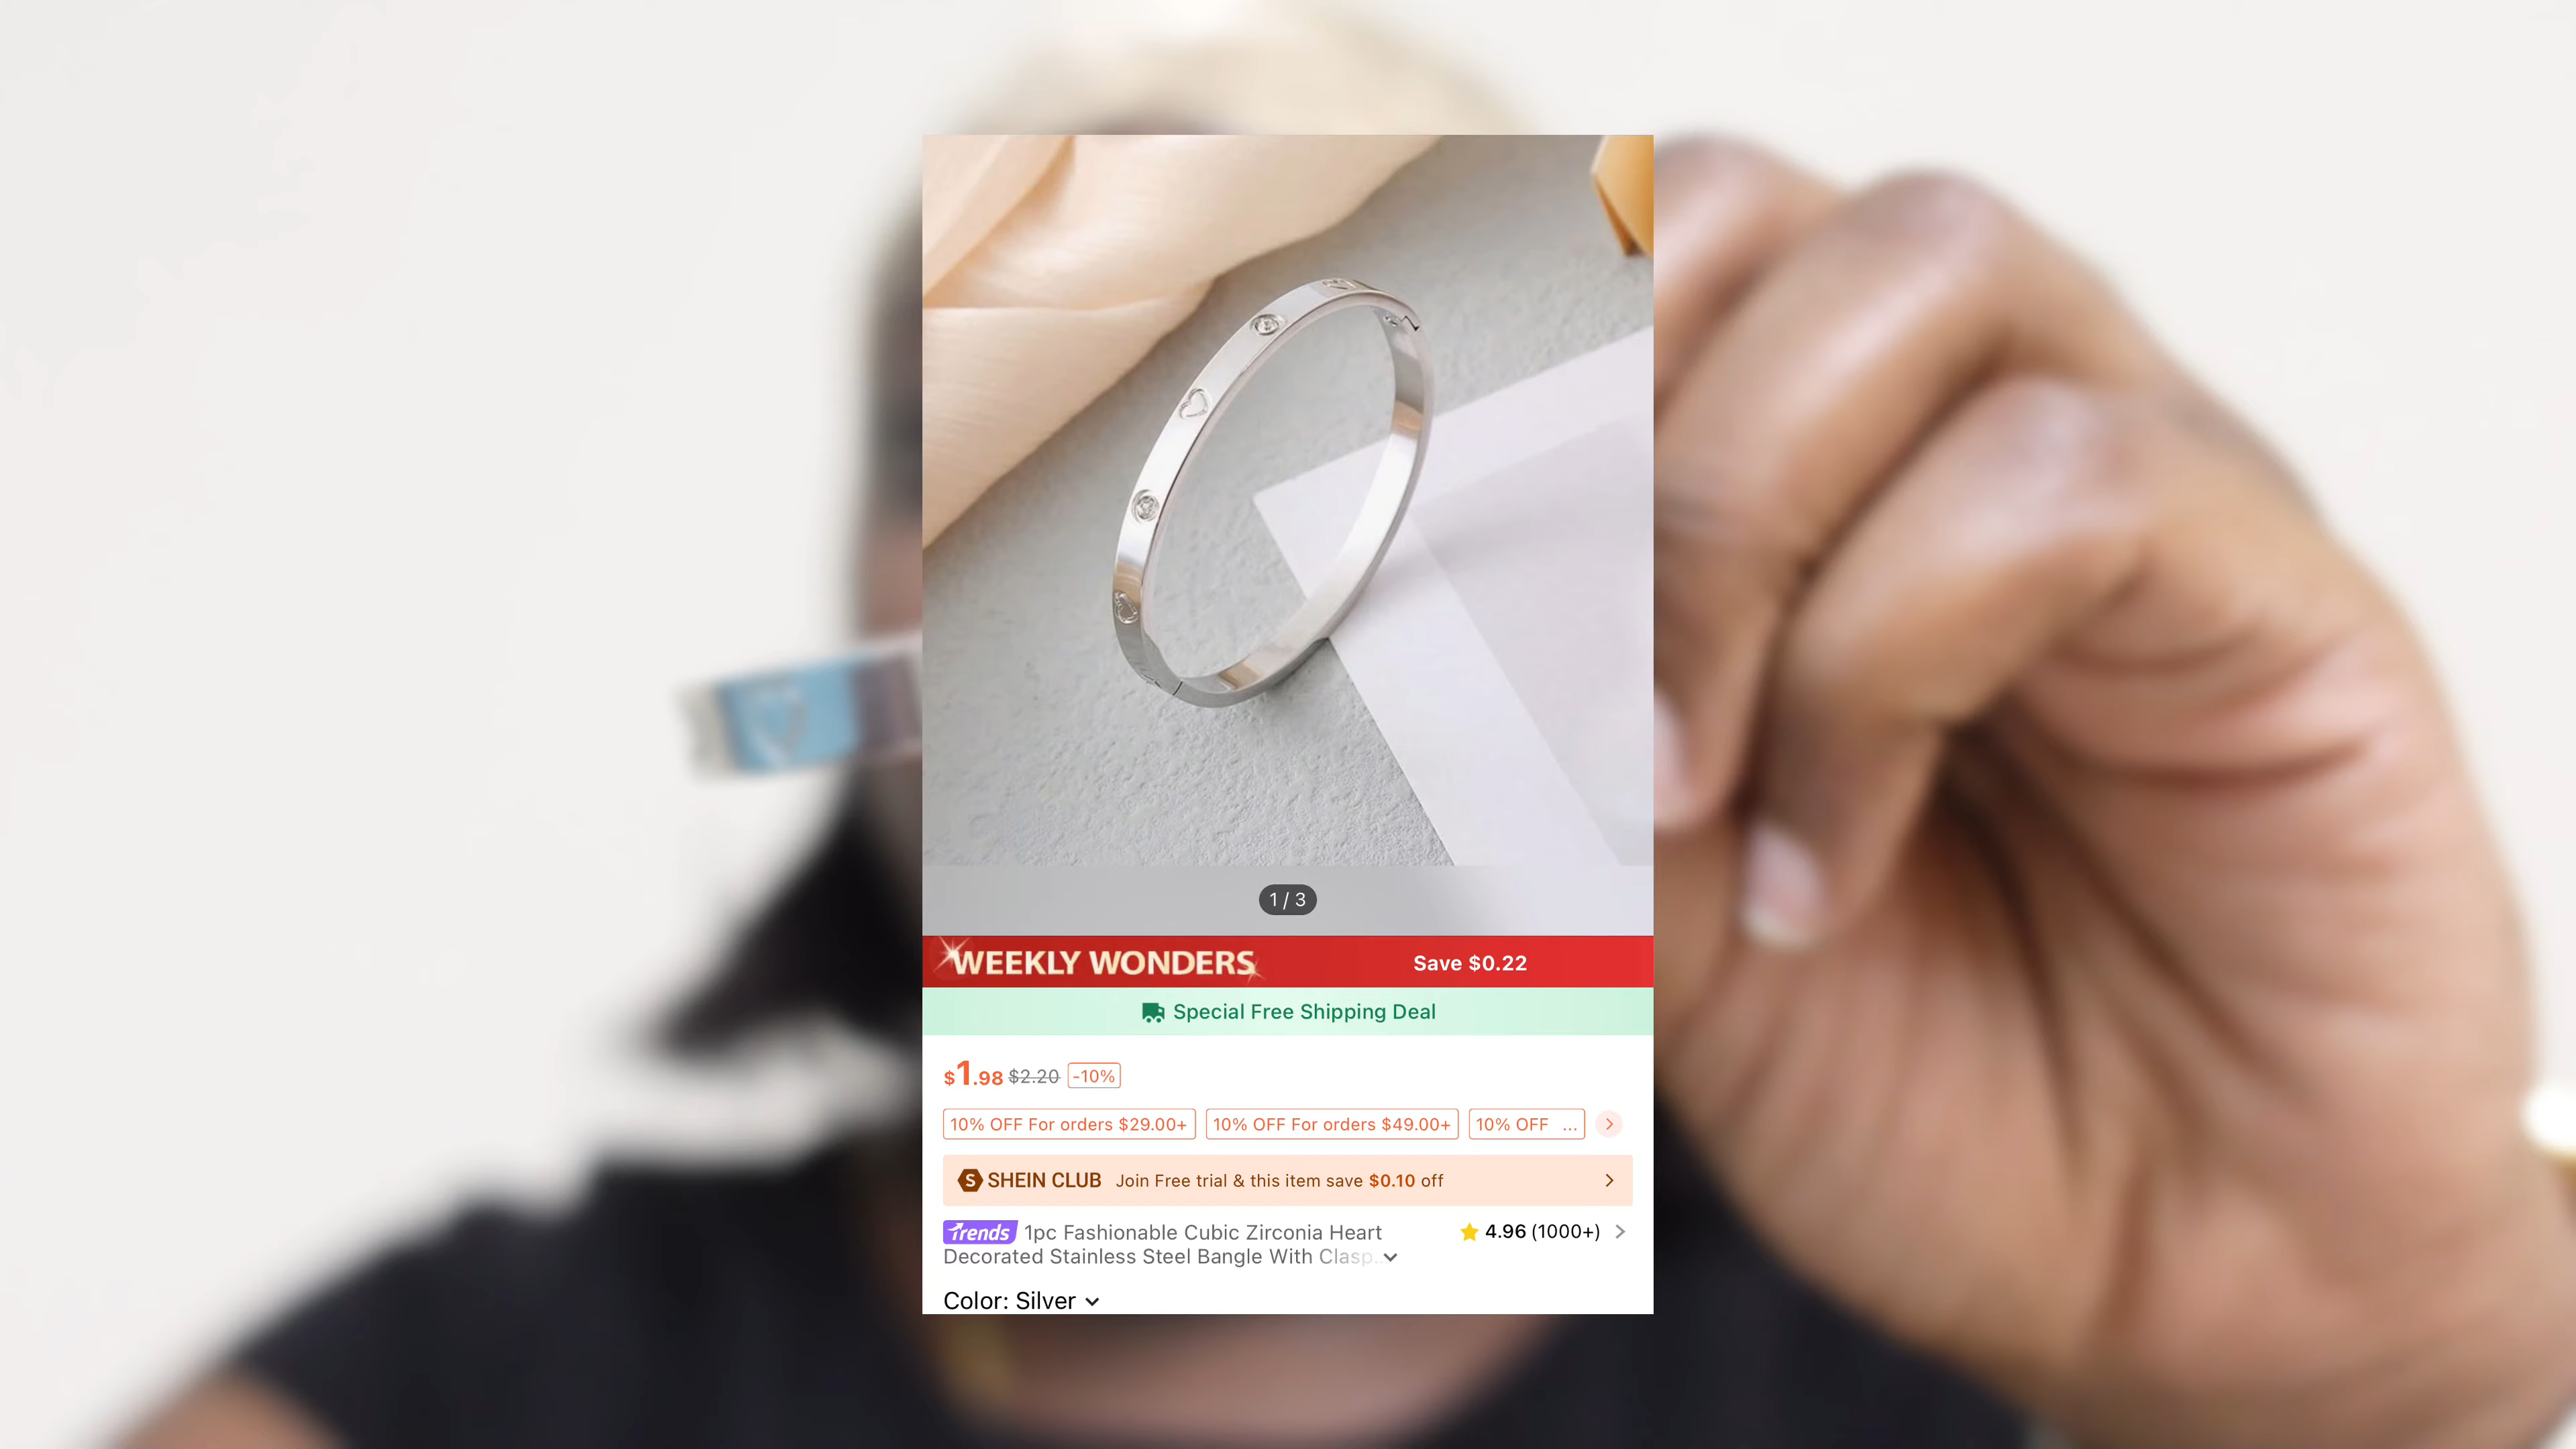 1 / 3
WEEKLY WONDERS Save $0.22
Special Free Shipping Deal
$1.98 $2.20 -10%
10% OFF For orders $29.00+ 10% OFF For orders $49.00+ 10% OFF ...
S SHEIN CLUB Join Free trial & this item save $0.10 off
Trends 1pc Fashionable Cubic Zirconia Heart 4.96 (1000+)
Decorated Stainless Steel Bangle With Clasp...
Color: Silver